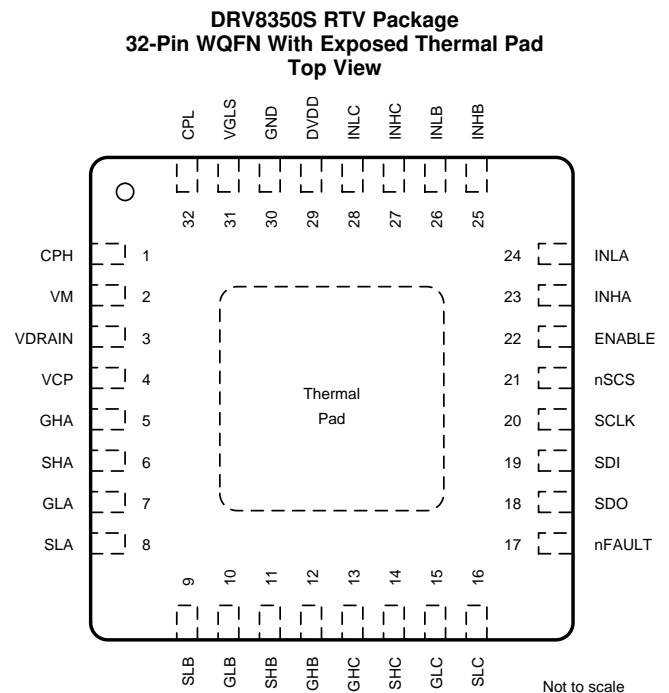 DRV8350S RTV Package
32-Pin WQFN With Exposed Thermal Pad
Top View
CPL
VGLS
GND
DVDD
INLC
INHC
INLB
INHB
32
31
30
29
28
27
26
25
CPH 1
VM 2
VDRAIN 3
VCP 4
GHA 5
SHA 6
GLA 7
SLA 8
Thermal
Pad
24 INLA
23 INHA
22 ENABLE
21 nSCS
20 SCLK
19 SDI
18 SDO
17 nFAULT
9
10
11
12
13
14
15
16
SLB
GLB
SHB
GHB
GHC
SHC
GLC
SLC
Not to scale